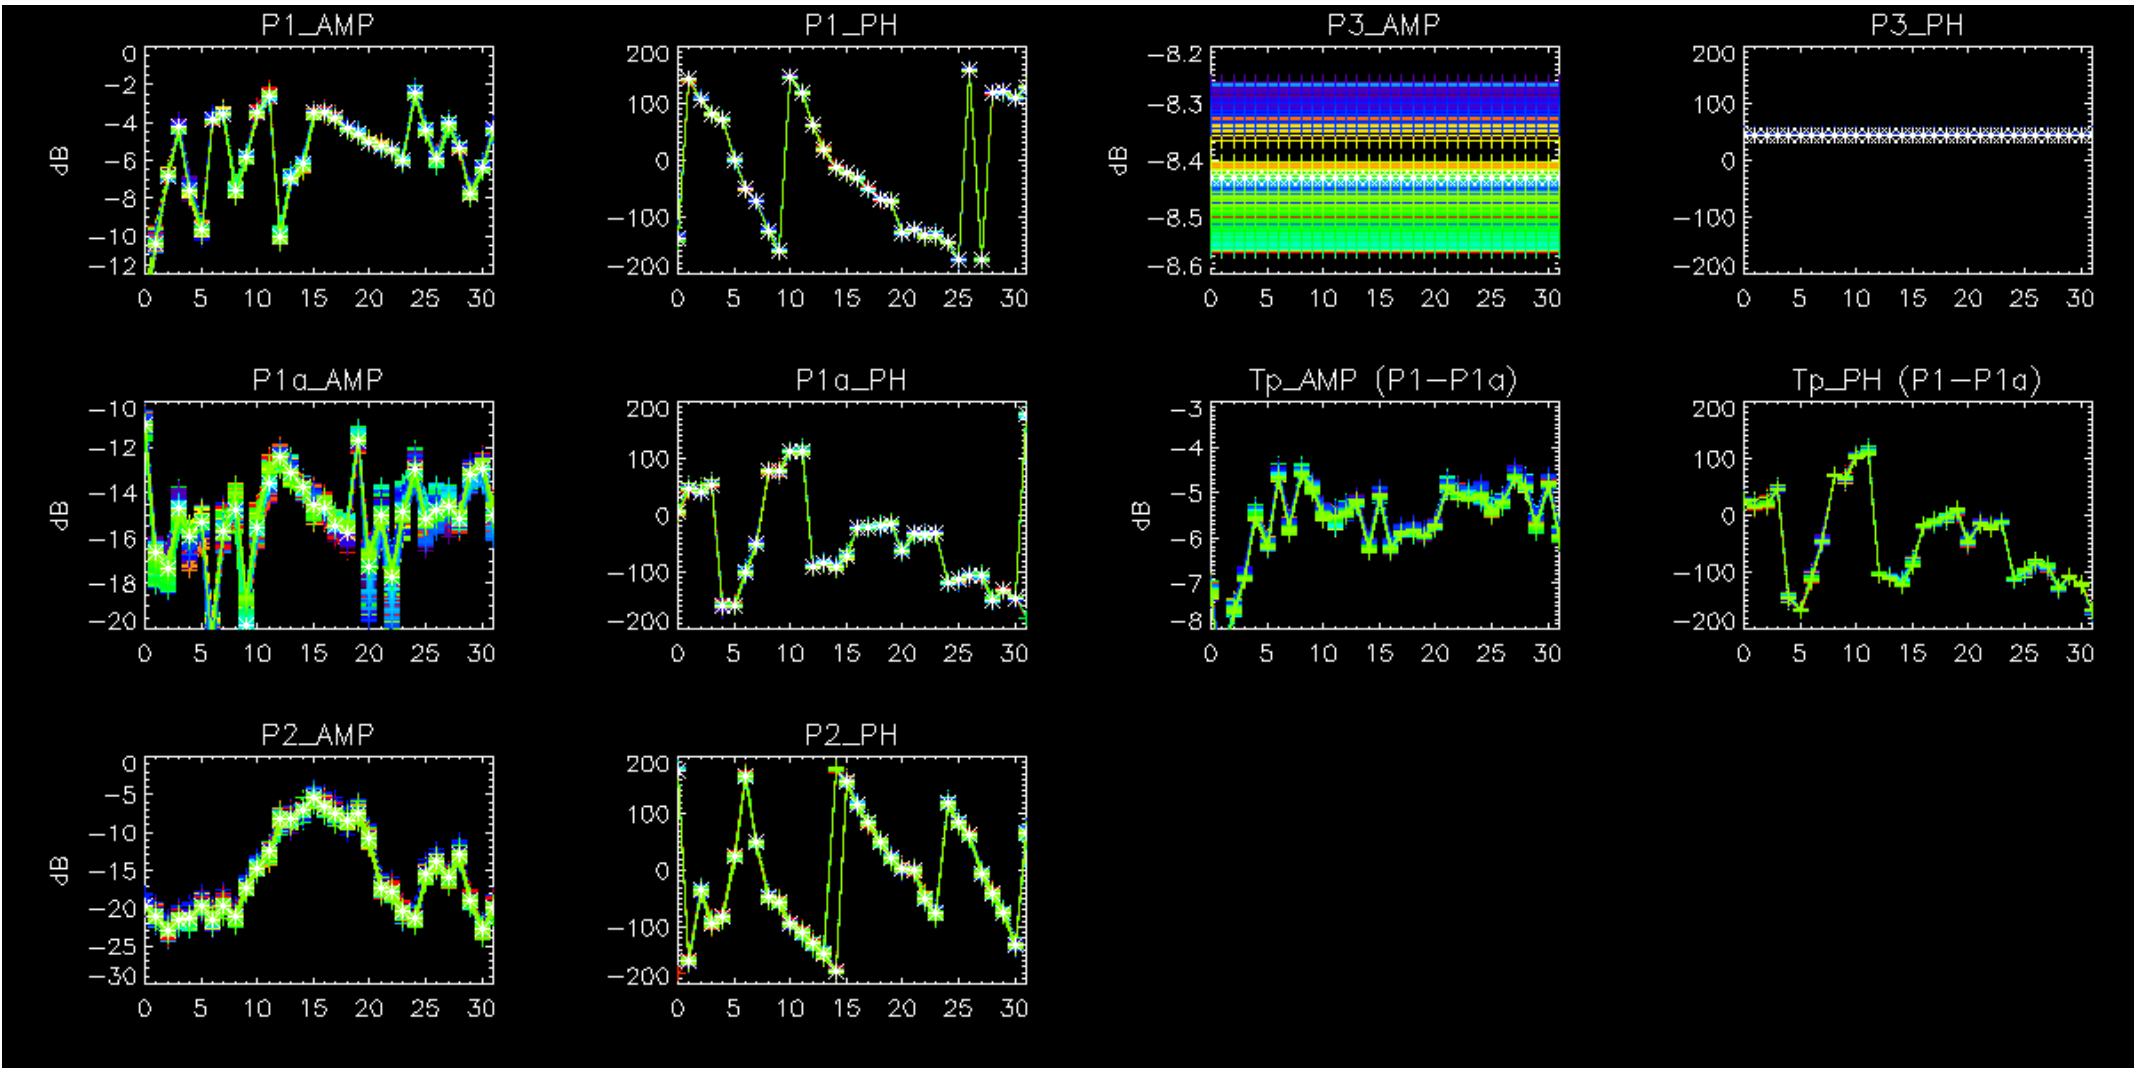 P1_AMP
dB
0
-2
-4
-6
-8
-10
-12
0 5 10 15 20 25 30
P1_PH
200
100
0
-100
-200
0 5 10 15 20 25 30
P3_AMP
dB
-8.2
-8.3
-8.4
-8.5
-8.6
0 5 10 15 20 25 30
P3_PH
200
100
0
-100
-200
0 5 10 15 20 25 30
P1a_AMP
dB
-10
-12
-14
-16
-18
-20
0 5 10 15 20 25 30
P1a_PH
200
100
0
-100
-200
0 5 10 15 20 25 30
Tp_AMP (P1-P1a)
dB
-3
-4
-5
-6
-7
-8
0 5 10 15 20 25 30
Tp_PH (P1-P1a)
200
100
0
-100
-200
0 5 10 15 20 25 30
P2_AMP
dB
0
-5
-10
-15
-20
-25
-30
0 5 10 15 20 25 30
P2_PH
200
100
0
-100
-200
0 5 10 15 20 25 30